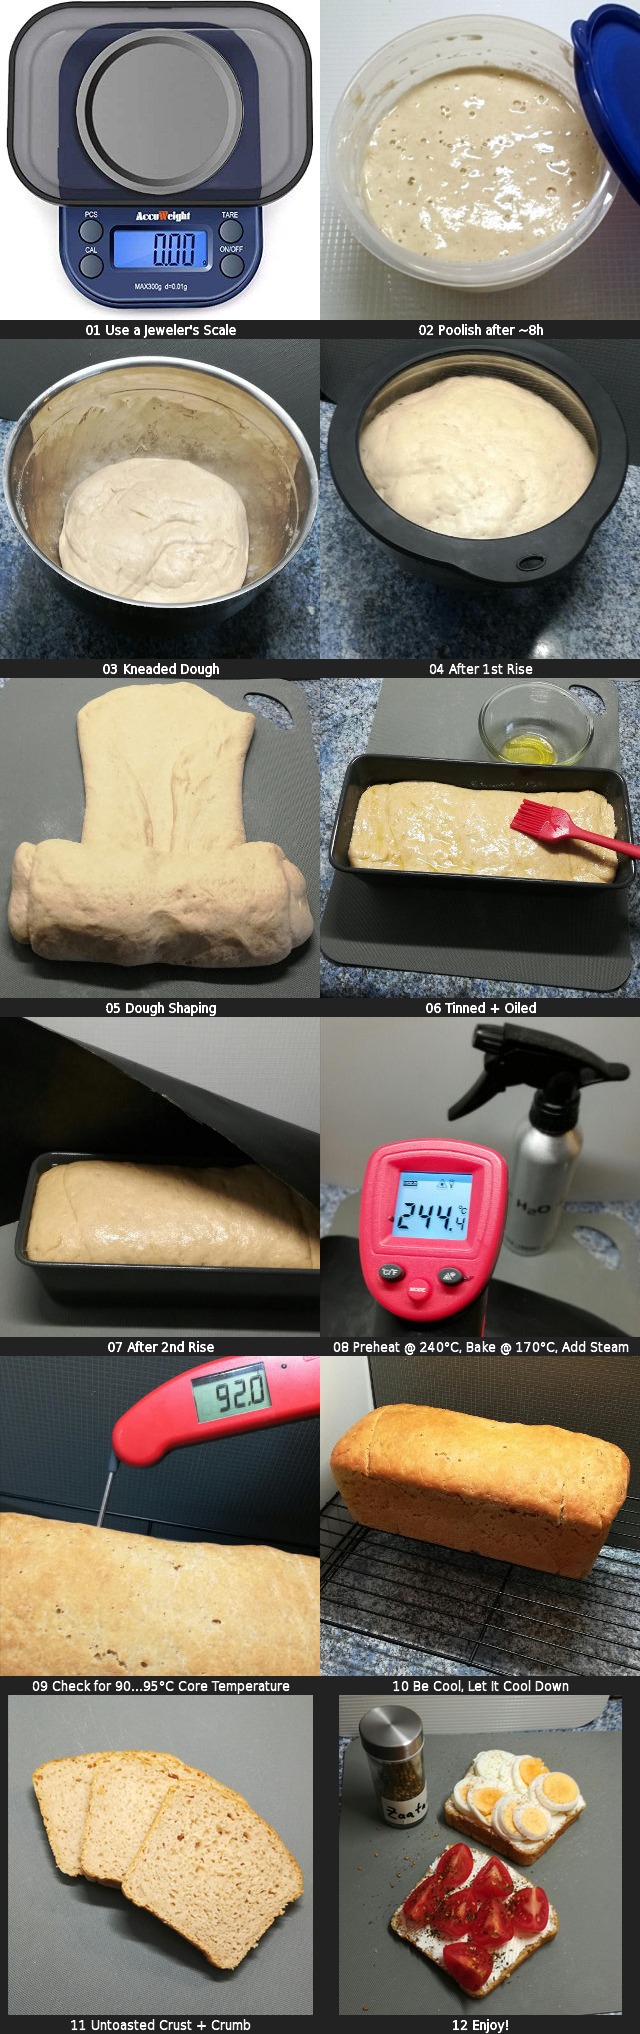 PCS
AccuWeight
TARE
CAL
0.00
g
ON/OFF
MAX300g d=0.01g
01 Use a Jeweler's Scale
02 Poolish after ~8h
03 Kneaded Dough
04 After 1st Rise
05 Dough Shaping
06 Tinned + Oiled
07 After 2nd Rise
244.4 °C
°C/°F
MODE
H2O
08 Preheat @ 240°C, Bake @ 170°C, Add Steam
92.0
09 Check for 90...95°C Core Temperature
10 Be Cool, Let It Cool Down
11 Untoasted Crust + Crumb
12 Enjoy!